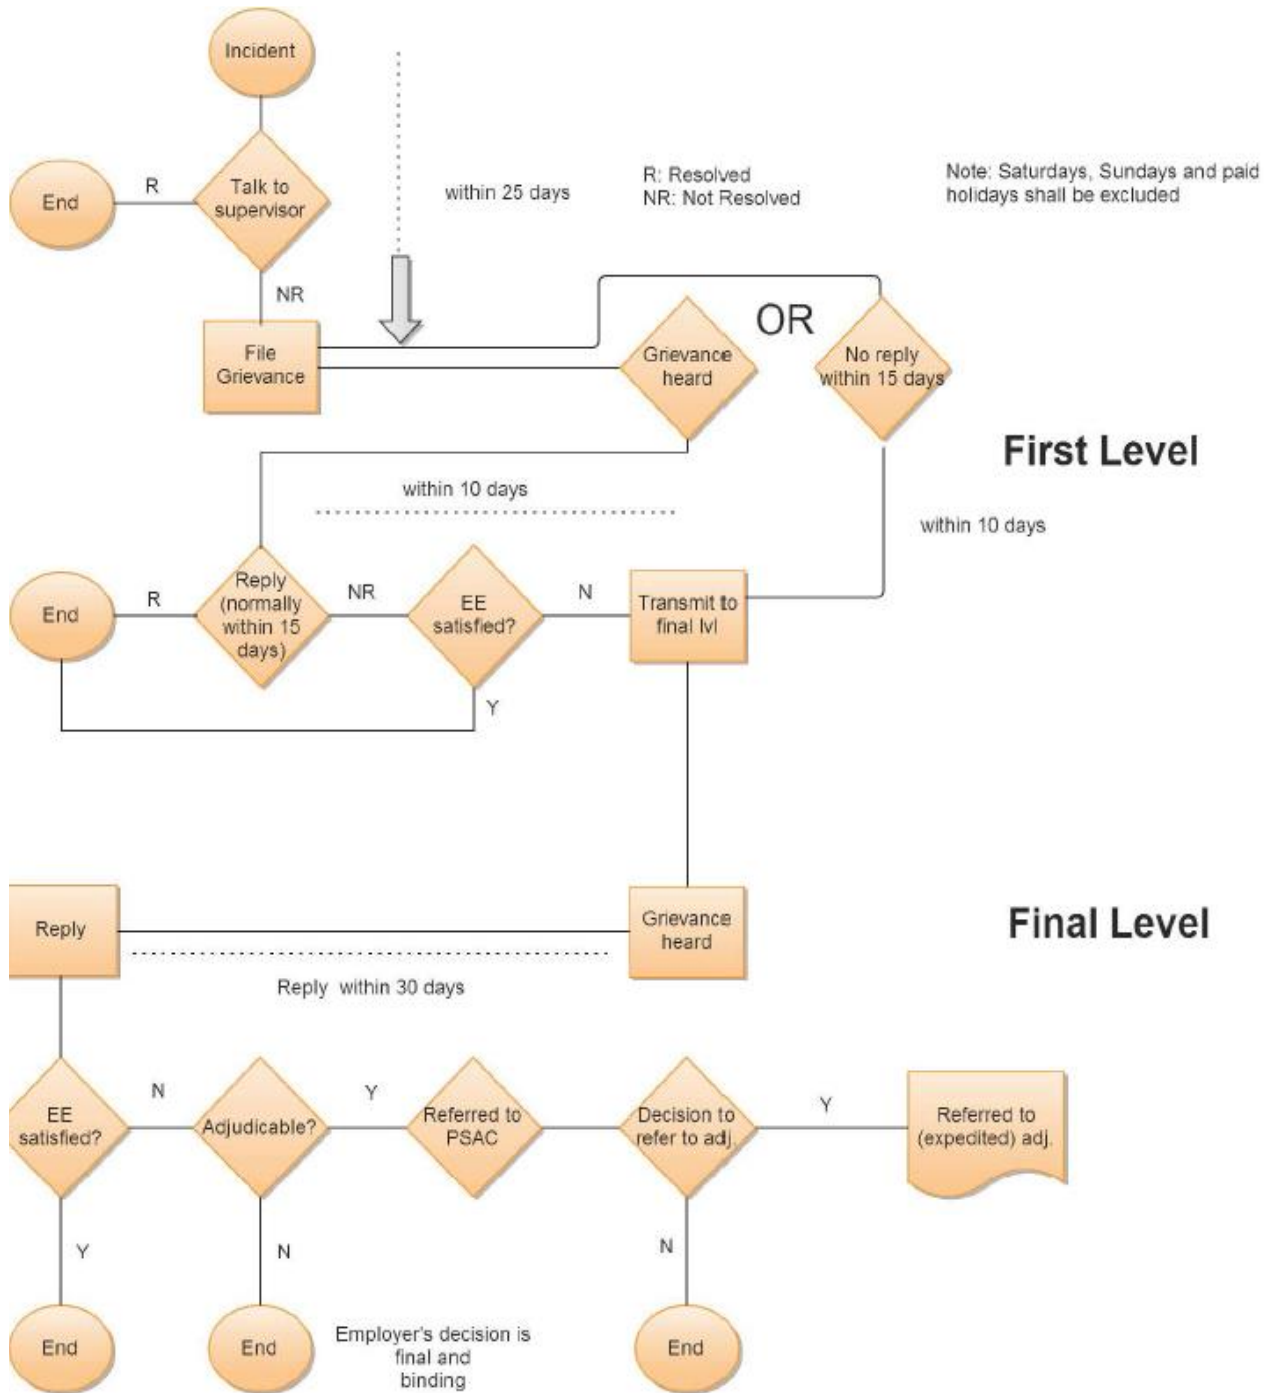 Incident
R: Resolved
NR: Not Resolved
Note: Saturdays, Sundays and paid
holidays shall be excluded
within 25 days
End
R
Talk to
supervisor
NR
OR
File
Grievance
Grievance
heard
No reply
within 15 days
First Level
within 10 days
within 10 days
End
R
Reply
(normally
within 15
days)
NR
EE
satisfied?
N
Transmit to
final lvl
Y
Reply
Grievance
heard
Final Level
Reply within 30 days
EE
satisfied?
N
Adjudicable?
Y
Referred to
PSAC
Decision to
refer to adj.
Y
Referred to
(expedited) adj.
Y
N
N
End
End
Employer's decision is
final and
binding
End